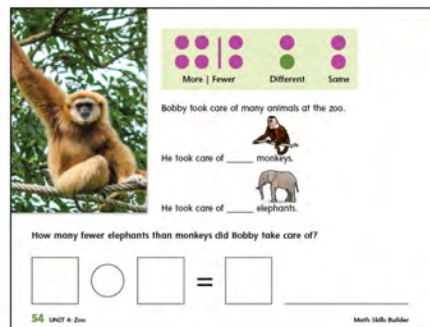 More | Fewer Different Same
Bobby took care of many animals at the zoo.
He took care of _____ monkeys.
He took care of _____ elephants.
How many fewer elephants than monkeys did Bobby take care of?
=
54 UNIT 4: Zoo Math Skills Builder